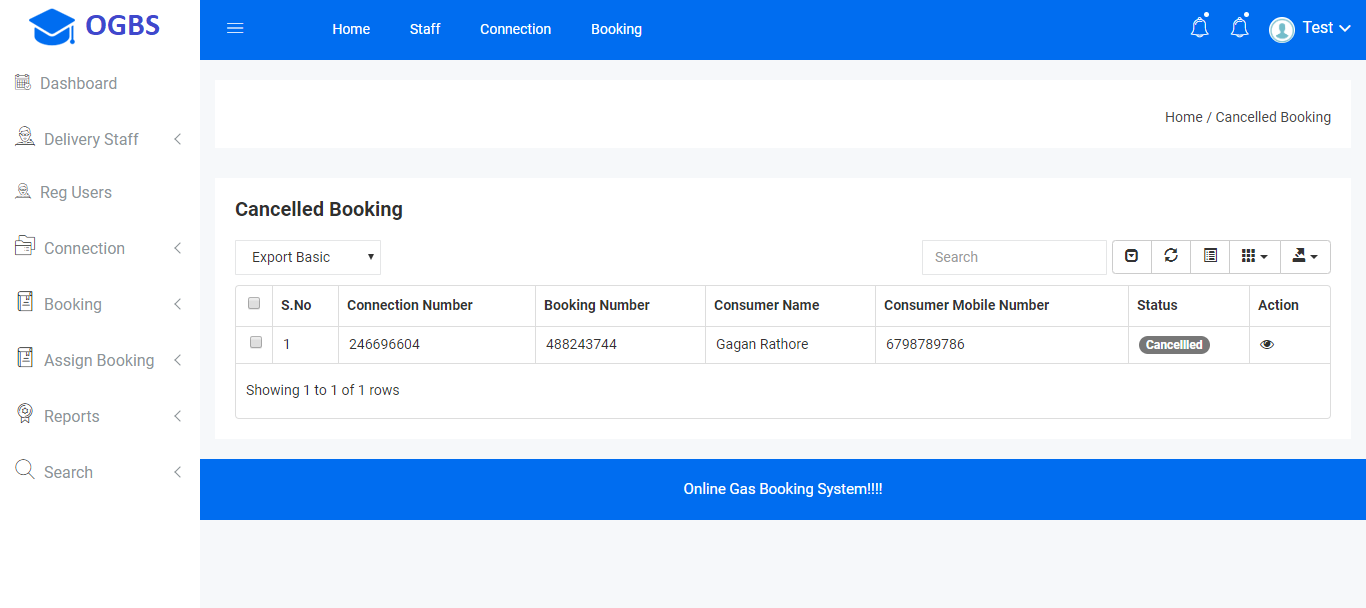 OGBS
Home Staff Connection Booking Test
Dashboard
Delivery Staff
Reg Users
Connection
Booking
Assign Booking
Reports
Search
Home / Cancelled Booking
Cancelled Booking
Export Basic Search
S.No Connection Number Booking Number Consumer Name Consumer Mobile Number Status Action
1 246696604 488243744 Gagan Rathore 6798789786 Cancellled
Showing 1 to 1 of 1 rows
Online Gas Booking System!!!!